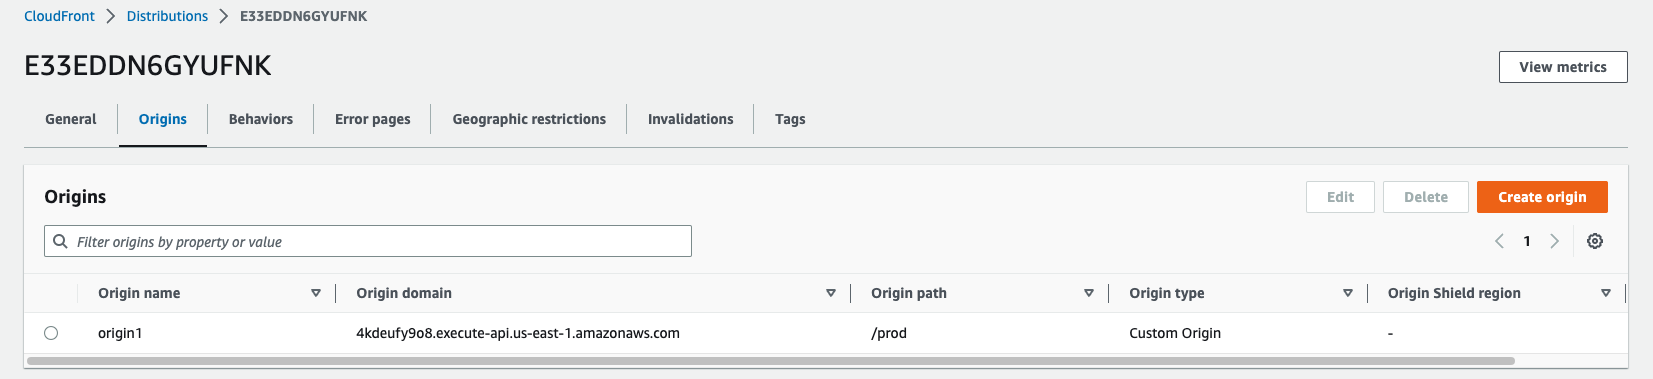 CloudFront > Distributions > E33EDDN6GYUFNK
E33EDDN6GYUFNK
View metrics
General Origins Behaviors Error pages Geographic restrictions Invalidations Tags
Origins
Edit Delete Create origin
Filter origins by property or value
1
Origin name Origin domain Origin path Origin type Origin Shield region
origin1 4kdeufy9o8.execute-api.us-east-1.amazonaws.com /prod Custom Origin -